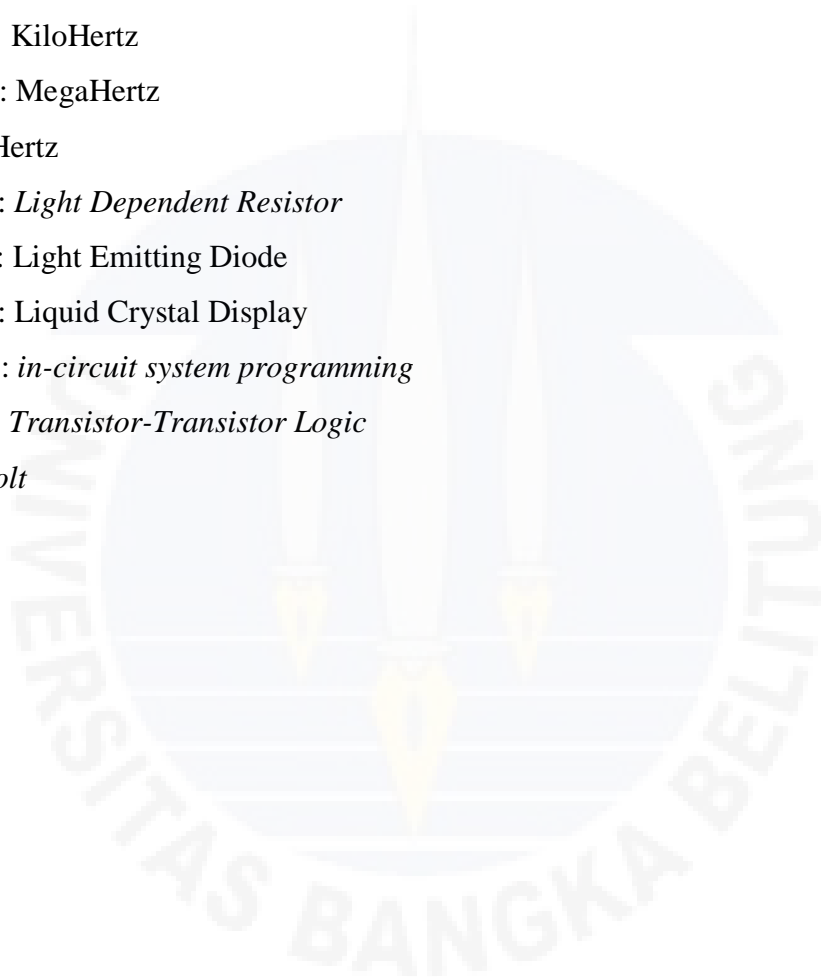 KiloHertz
: MegaHertz
Hertz
: Light Dependent Resistor
: Light Emitting Diode
: Liquid Crystal Display
: in-circuit system programming
Transistor-Transistor Logic
olt
UNIVERSITAS BANGKA BELITUNG